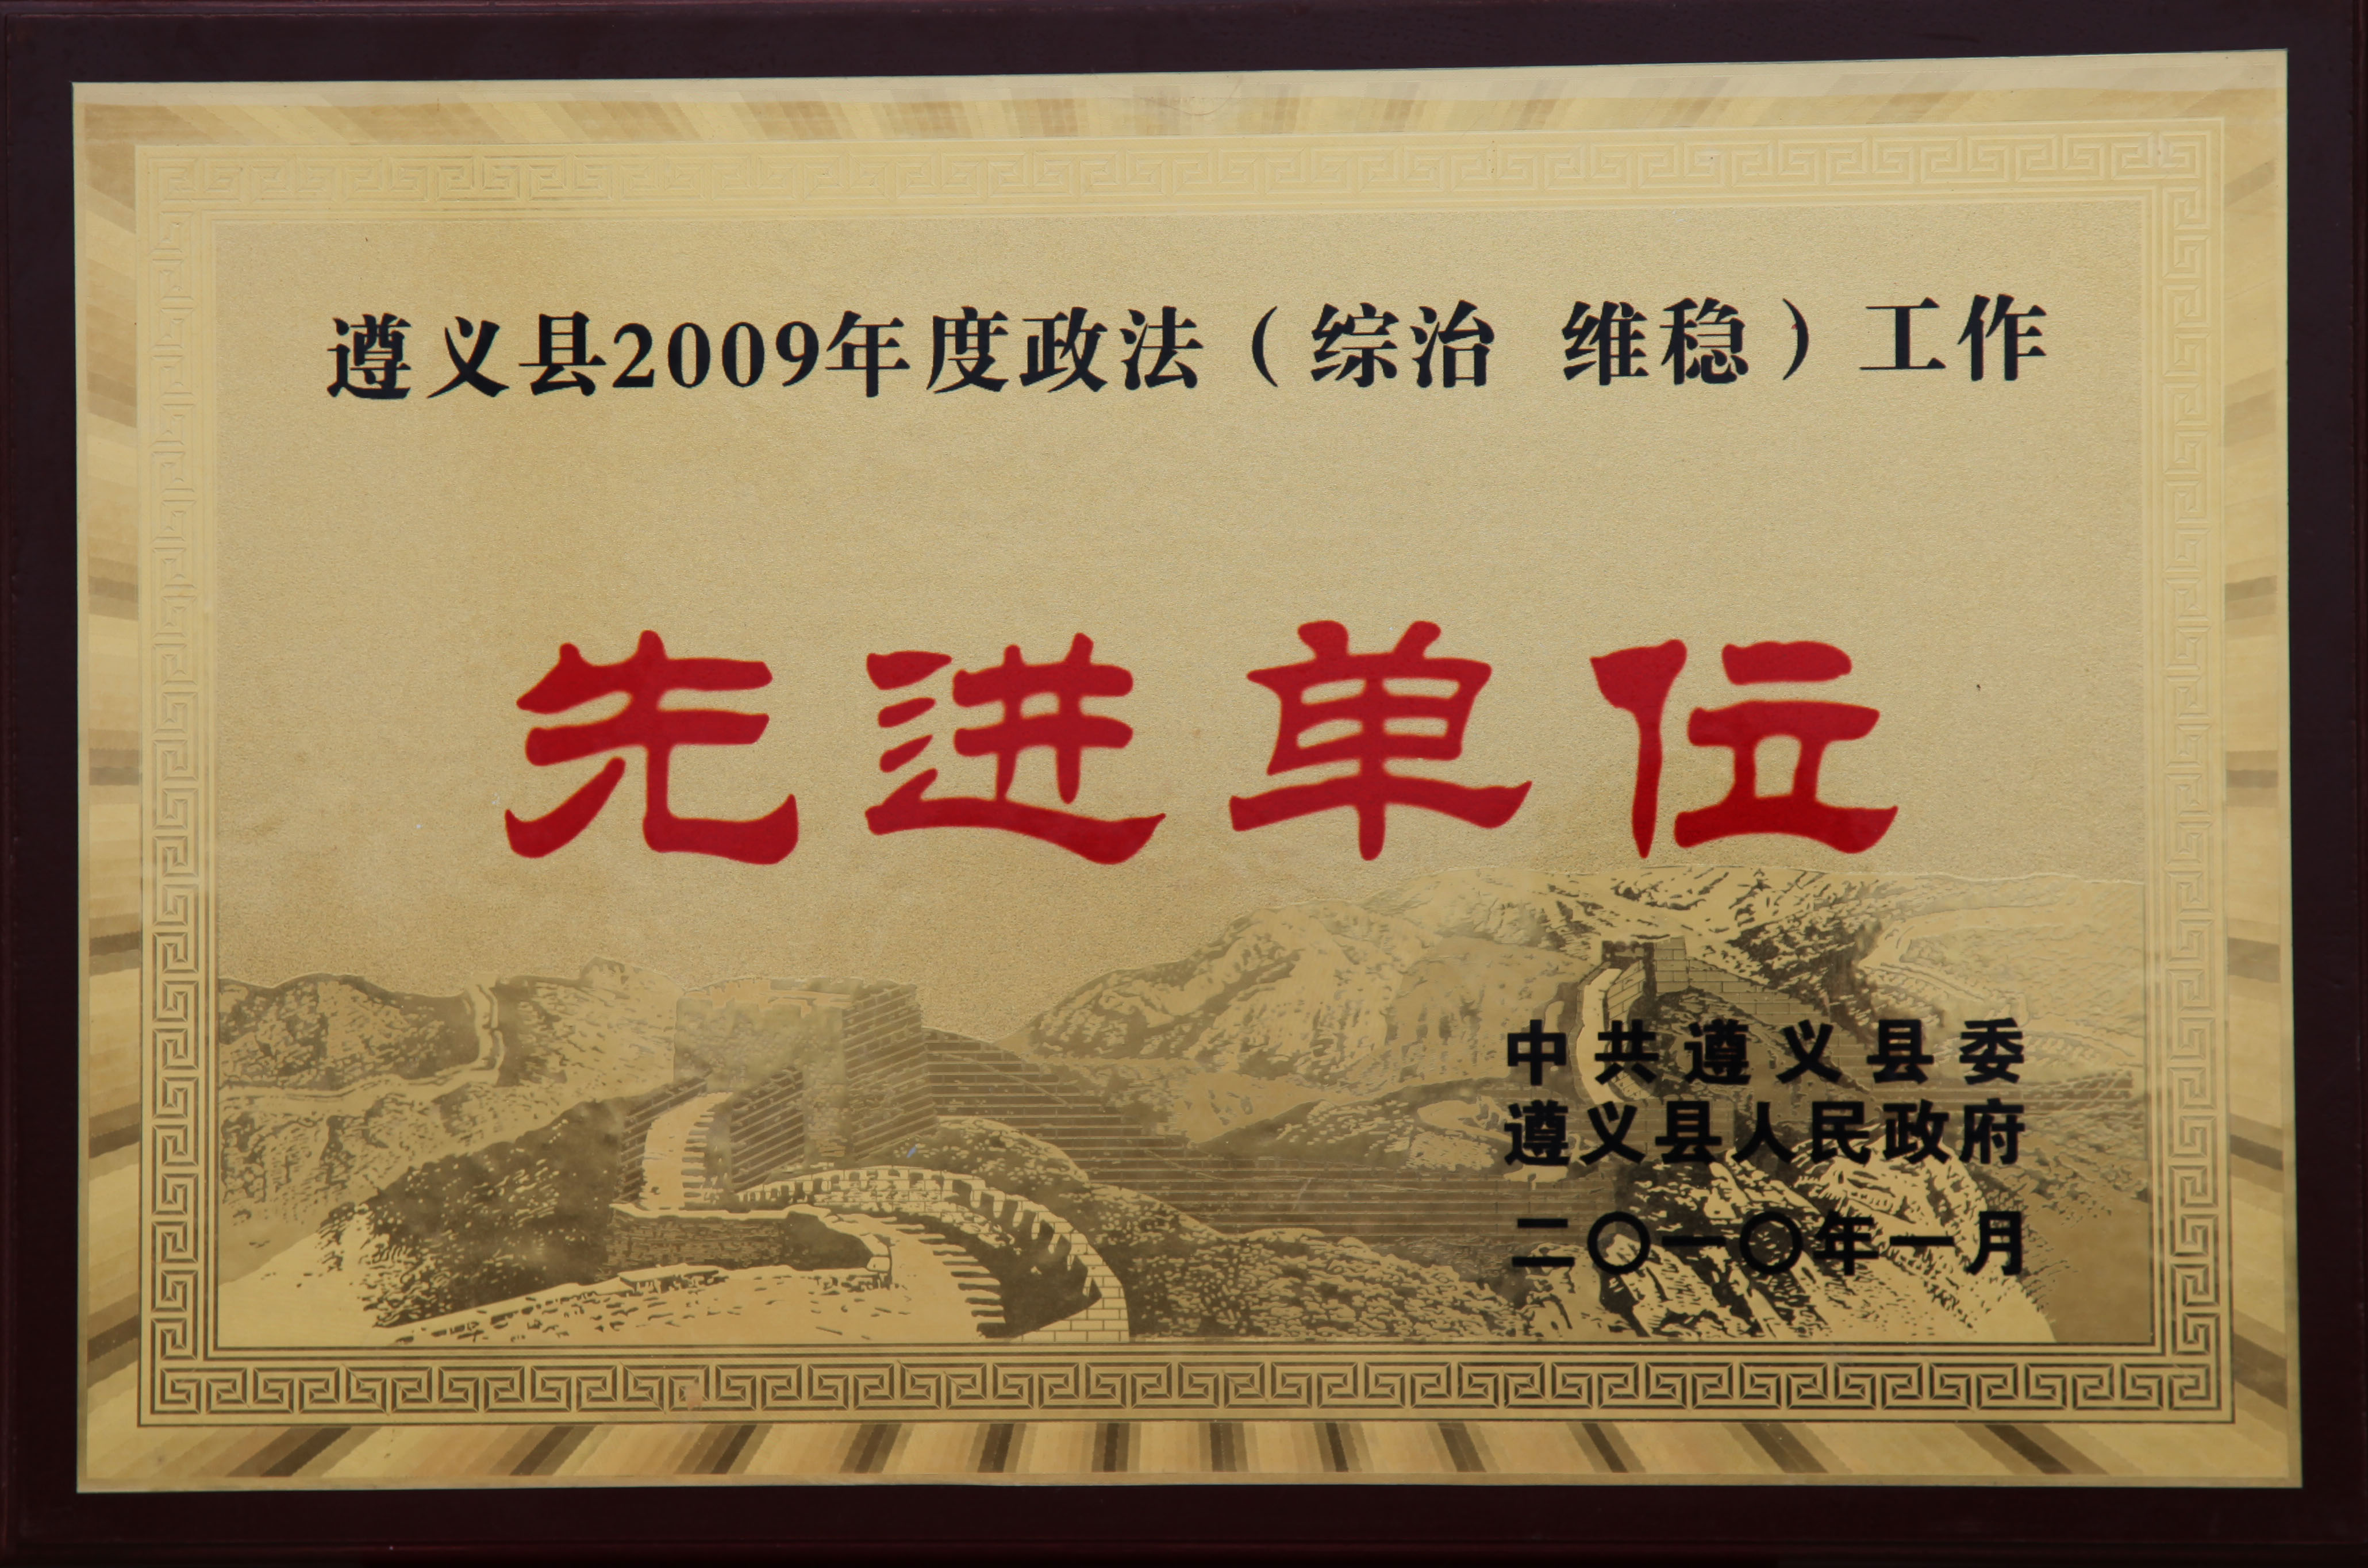 遵义县2009年度政法（综治 维稳）工作
先进单位
中共遵义县委
遵义县人民政府
二〇一〇年一月